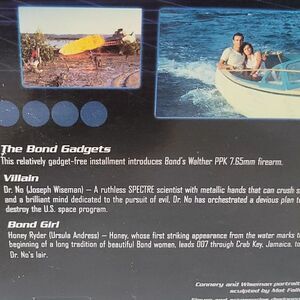 The Bond Gadgets
This relatively gadget-free installment introduces Bond's Walther PPK 7.65mm firearm.
Villain
Dr. No (Joseph Wiseman) – A ruthless SPECTRE scientist with metallic hands that can crush s
and a brilliant mind dedicated to the pursuit of evil, Dr. No has orchestrated a devious plan to
destroy the U.S. space program.
Bond Girl
Honey Ryder (Ursula Andress) – Honey, whose first striking appearance from the water marks t
beginning of a long tradition of beautiful Bond women, leads 007 through Crab Key, Jamaica, to
Dr. No's lair.
Connery and Wiseman portrait
sculpted by Mat Falls